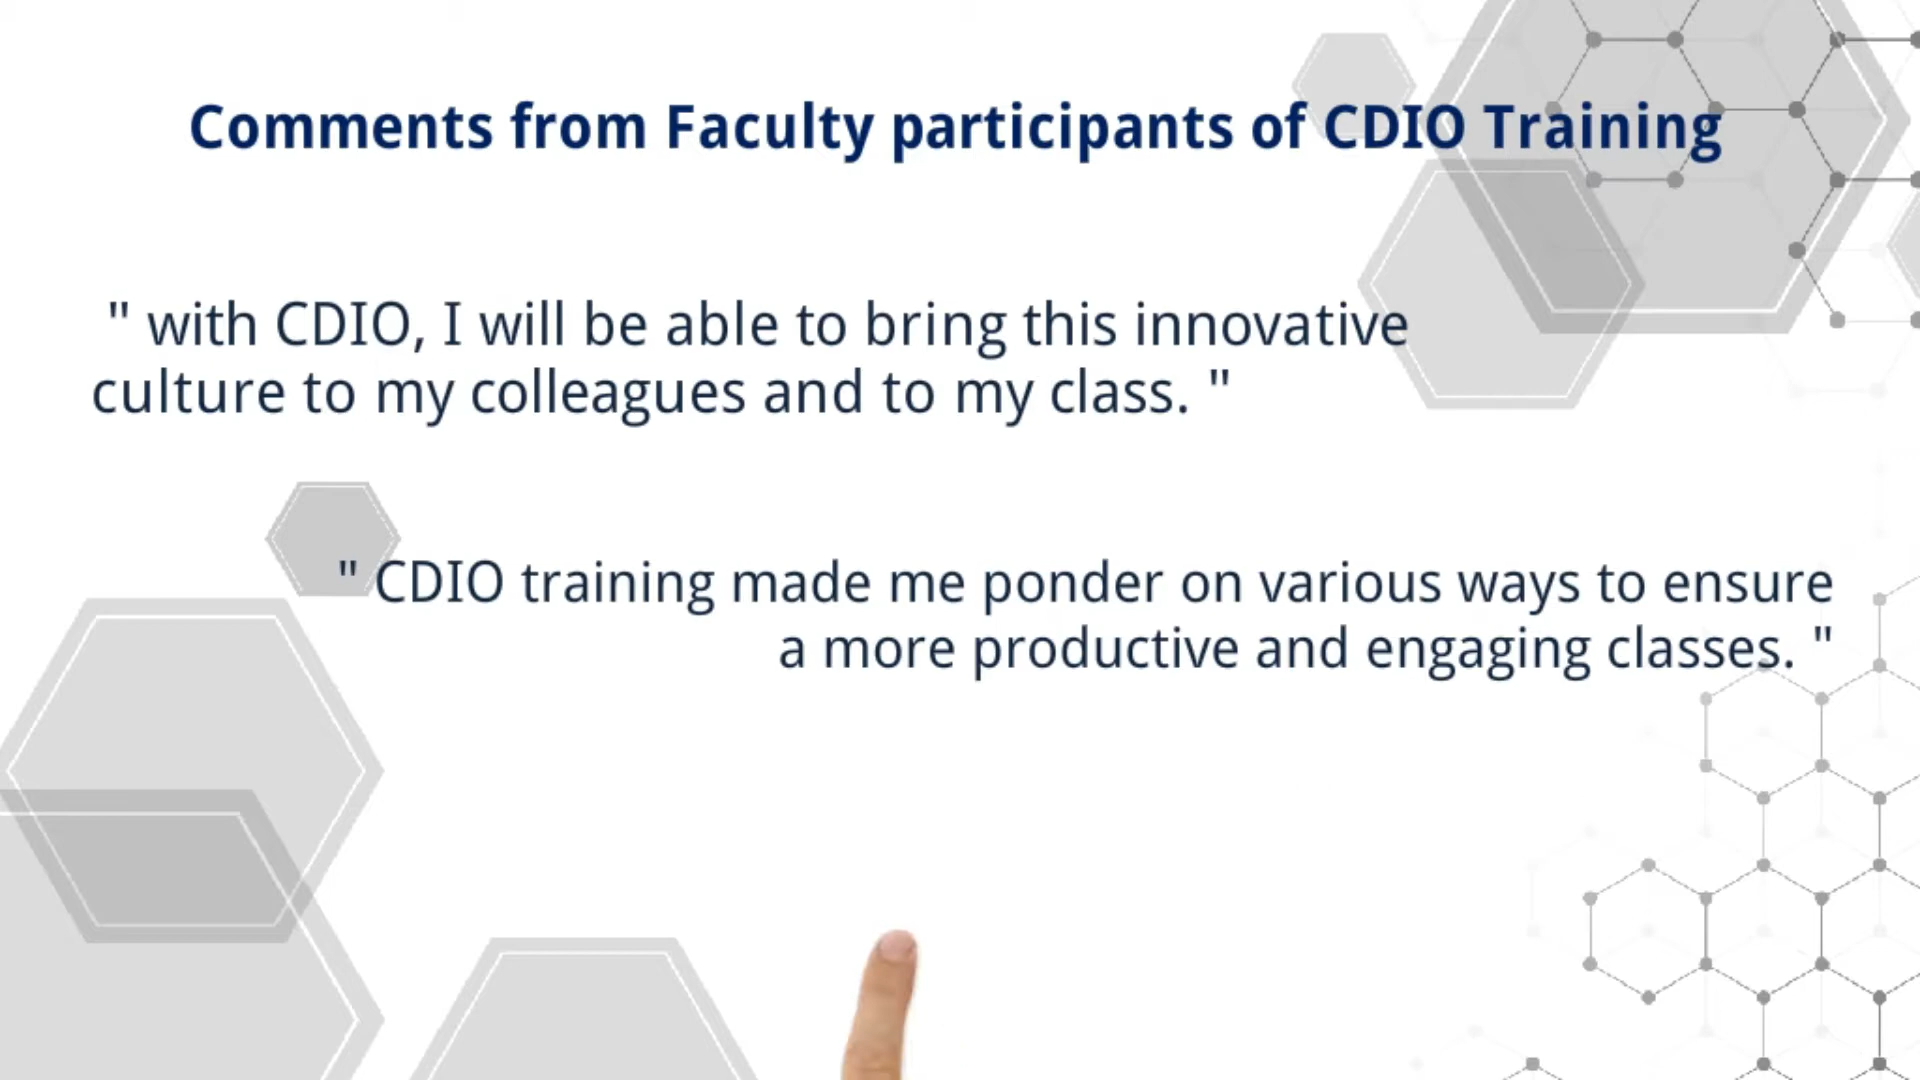 Comments from Faculty participants of CDIO Training
" with CDIO, I will be able to bring this innovative
culture to my colleagues and to my class. "
" CDIO training made me ponder on various ways to ensure
a more productive and engaging classes. "